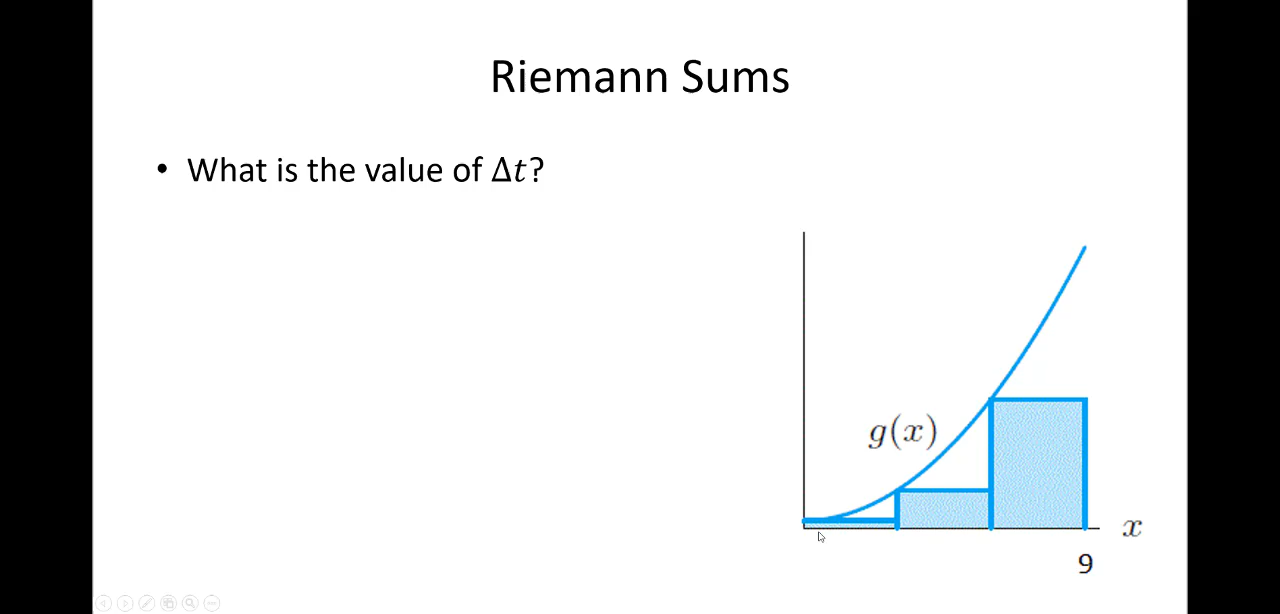 Riemann Sums
• What is the value of Δt?
g(x)
x
9